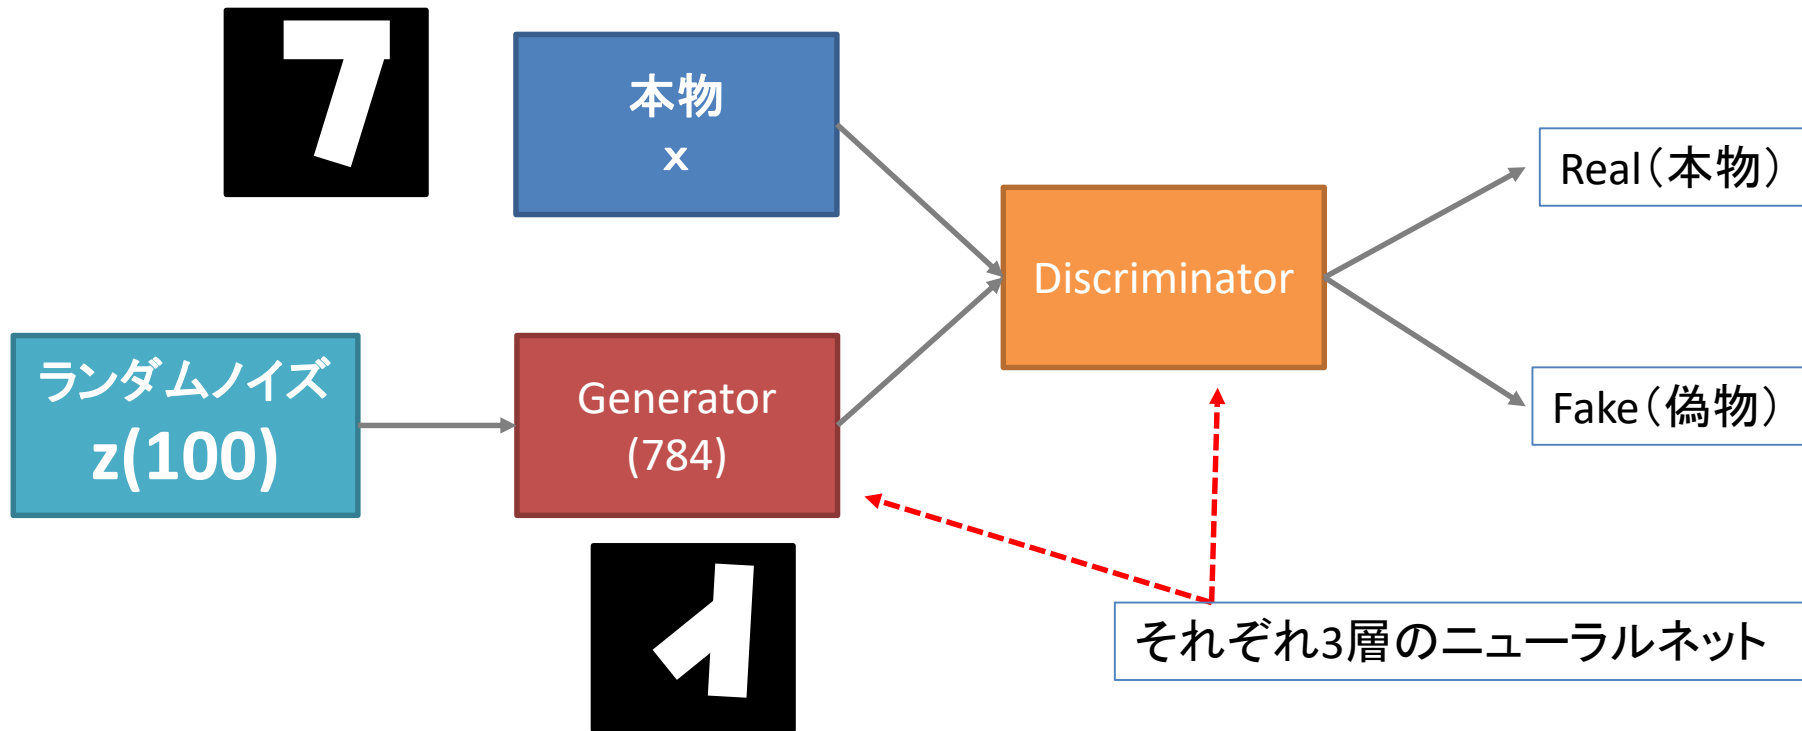 本物
x
ランダムノイズ
z(100)
Generator
(784)
Discriminator
Real（本物）
Fake（偽物）
それぞれ3層のニューラルネット
7